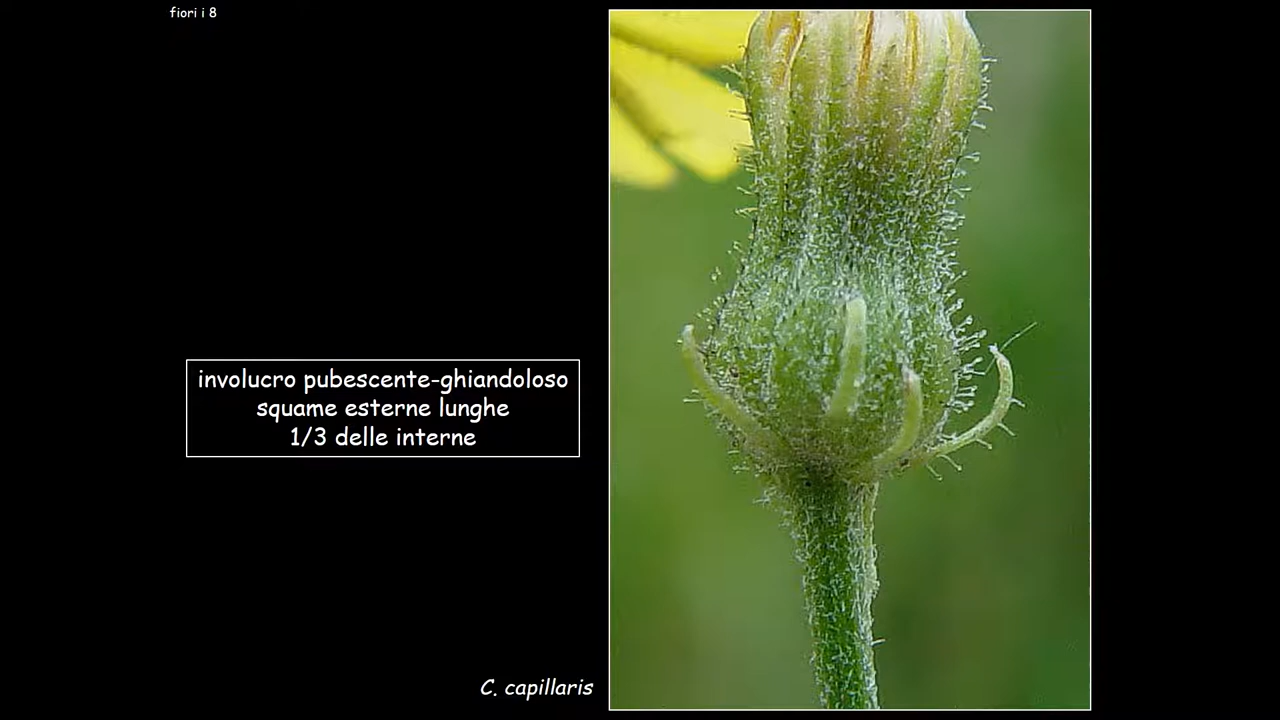 fiori i 8
involucro pubescente-ghiandoloso
squame esterne lunghe
1/3 delle interne
C. capillaris